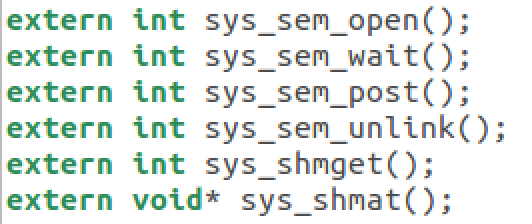 extern int sys_sem_open();
extern int sys_sem_wait();
extern int sys_sem_post();
extern int sys_sem_unlink();
extern int sys_shmget();
extern void* sys_shmat();